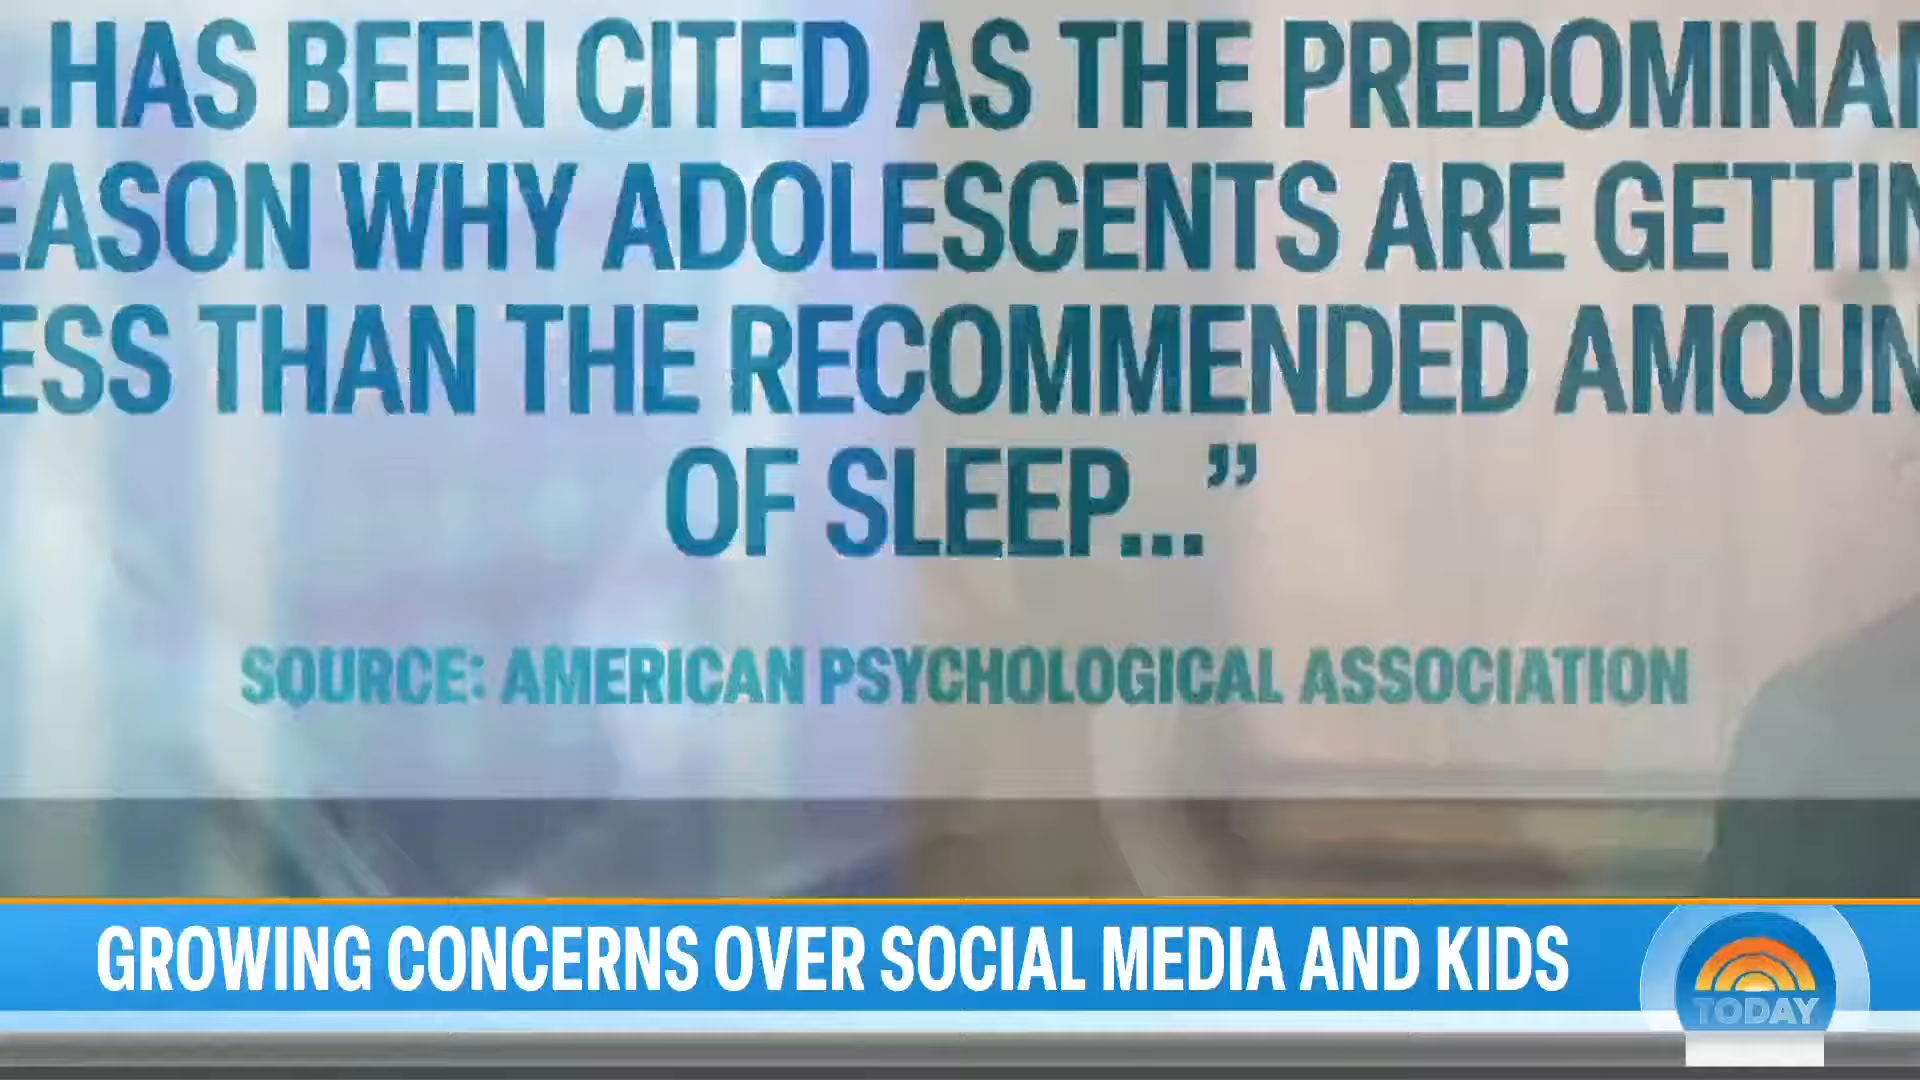 ..HAS BEEN CITED AS THE PREDOMINAN
EASON WHY ADOLESCENTS ARE GETTIN
ESS THAN THE RECOMMENDED AMOUN
OF SLEEP...”
SOURCE: AMERICAN PSYCHOLOGICAL ASSOCIATION
GROWING CONCERNS OVER SOCIAL MEDIA AND KIDS
TODAY